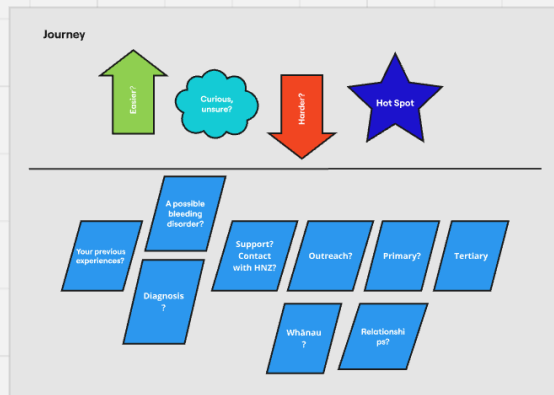 Journey
Easier?
Curious,
unsure?
Harder?
Hot Spot
A possible
bleeding
disorder?
Your previous
experiences?
Support?
Contact
with HNZ?
Outreach?
Primary?
Tertiary
Diagnosis
?
Whānau
?
Relationshi
ps?